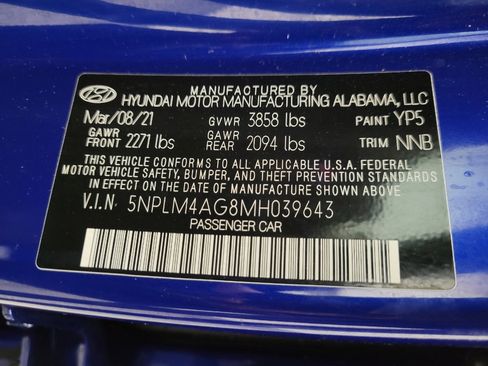 MANUFACTURED BY
HYUNDAI MOTOR MANUFACTURING ALABAMA, LLC
Mar/08/21 GVWR 3858 lbs PAINT YP5
GAWR FRONT 2271 lbs GAWR REAR 2094 lbs TRIM NNB
THIS VEHICLE CONFORMS TO ALL APPLICABLE U.S.A. FEDERAL
MOTOR VEHICLE SAFETY, BUMPER, AND THEFT PREVENTION
STANDARDS IN EFFECT ON THE DATE OF MANUFACTURE SHOWN ABOVE.
V.I.N. 5NPLM4AG8MH039643
PASSENGER CAR